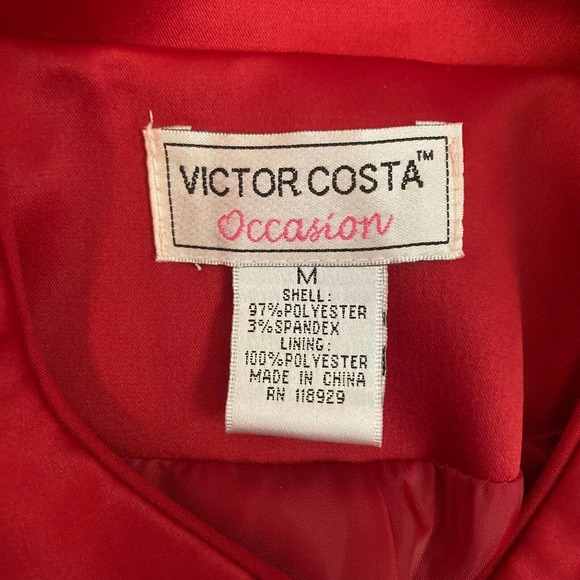 VICTOR COSTA™
Occasion
M
SHELL:
97%POLYESTER
3%SPANDEX
LINING:
100%POLYESTER
MADE IN CHINA
RN 118929